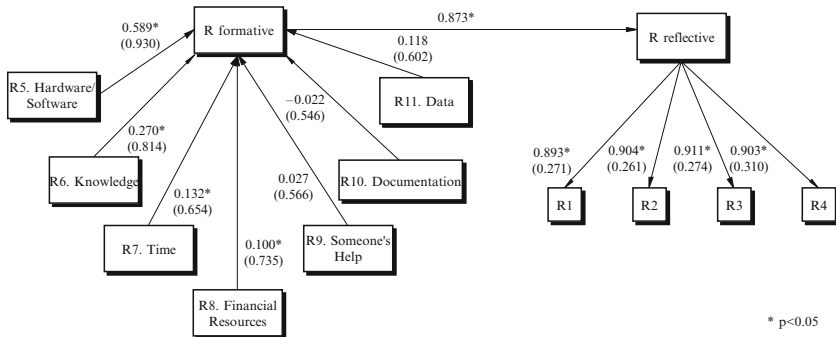 0.589*
(0.930)
R formative
0.873*
R reflective
0.118
(0.602)
R5. Hardware/
Software
R11. Data
−0.022
(0.546)
0.270*
(0.814)
R6. Knowledge
R10. Documentation
0.027
(0.566)
0.132*
(0.654)
R7. Time
R9. Someone's
Help
0.100*
(0.735)
R8. Financial
Resources
0.893*
(0.271)
0.904*
(0.261)
0.911*
(0.274)
0.903*
(0.310)
R1
R2
R3
R4
* p<0.05